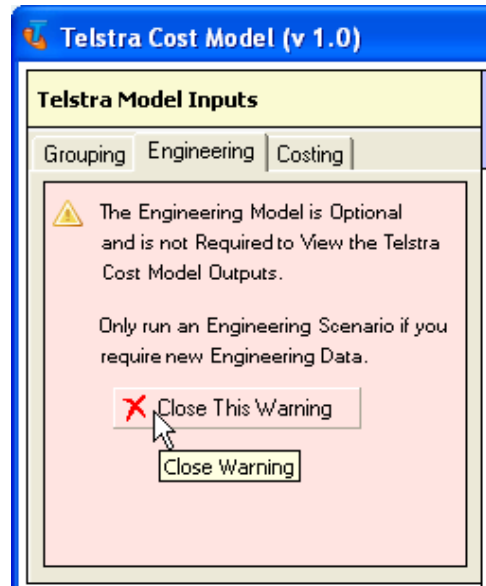 Telstra Cost Model (v 1.0)
Telstra Model Inputs
Grouping Engineering Costing
The Engineering Model is Optional
and is not Required to View the Telstra
Cost Model Outputs.
Only run an Engineering Scenario if you
require new Engineering Data.
Close This Warning
Close Warning